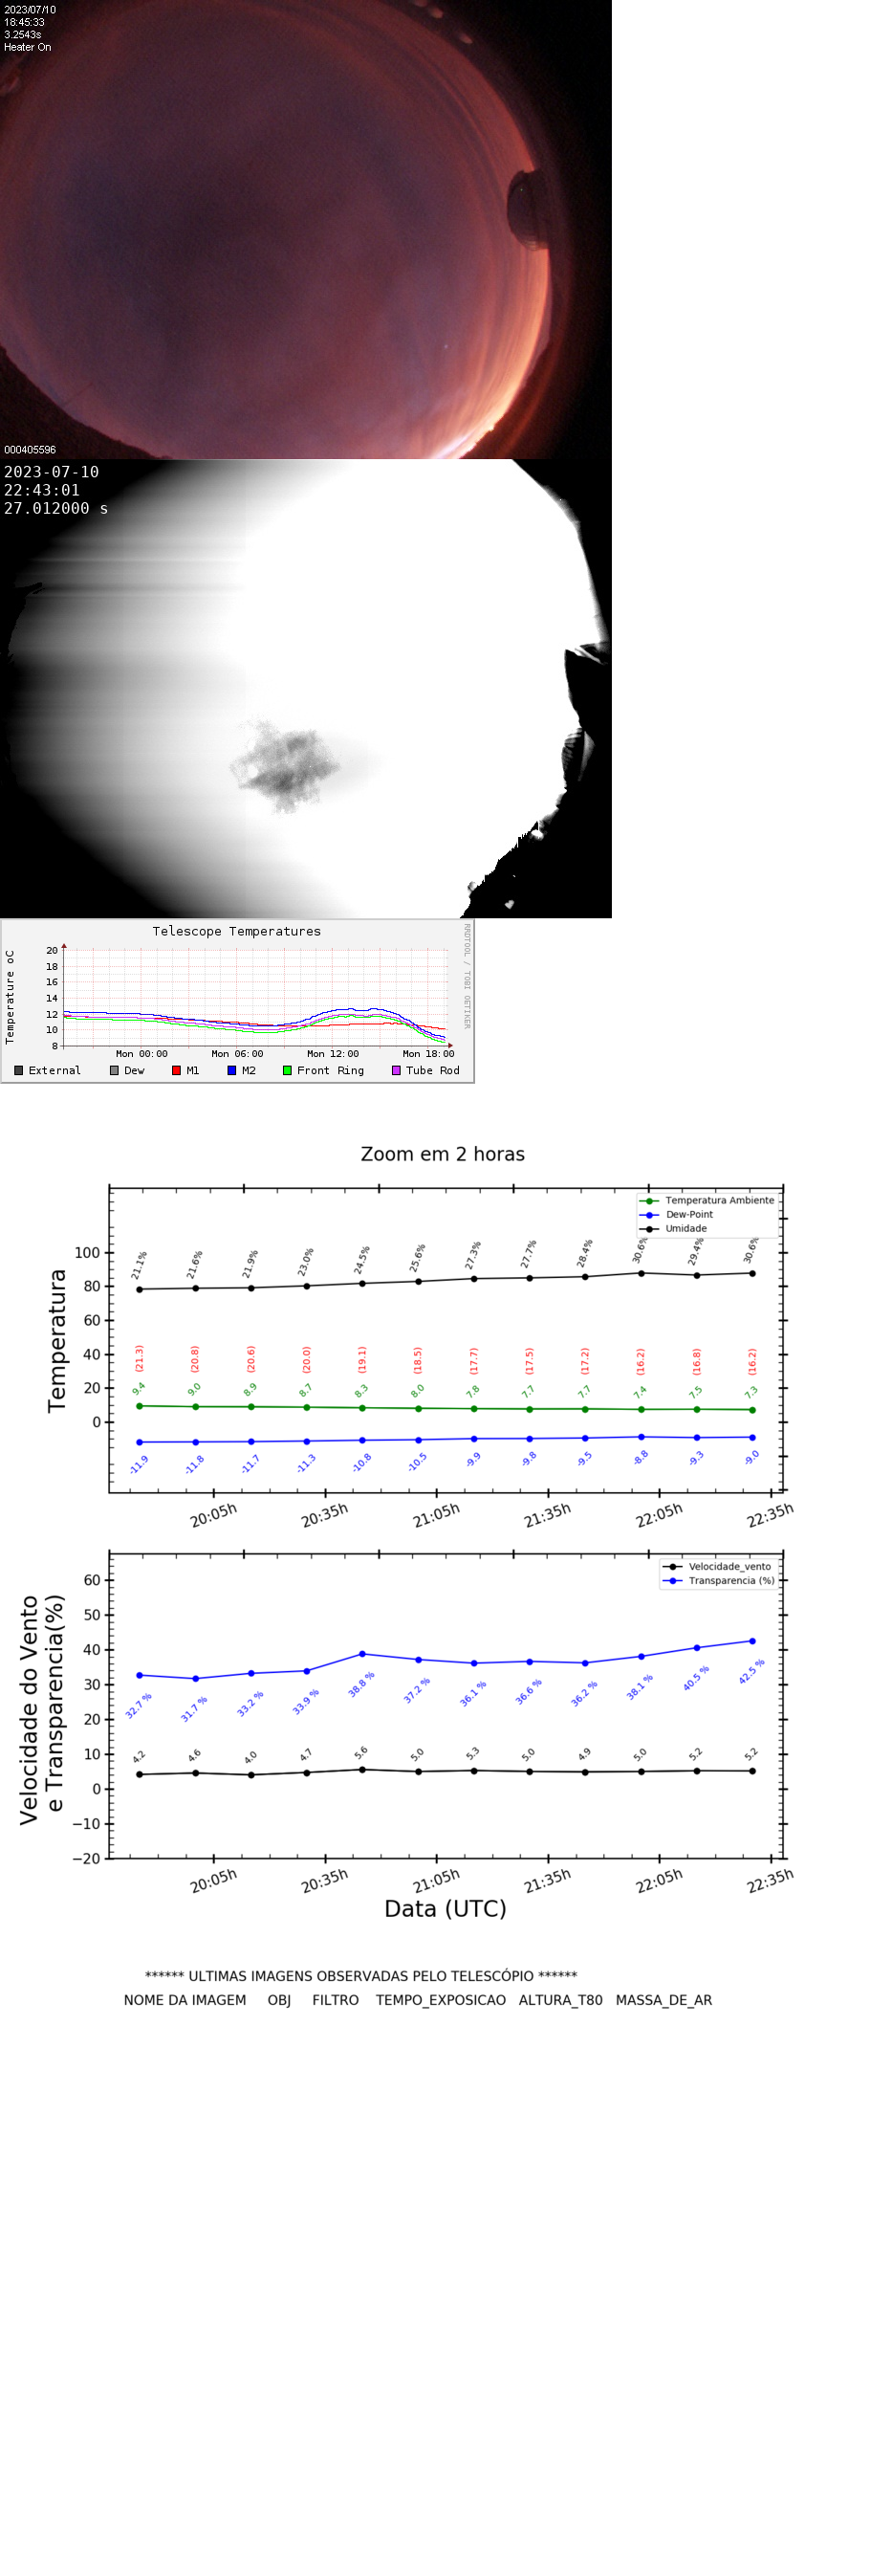 2023/07/10
18:45:33
3.2543s
Heater On
000405596
2023-07-10
22:43:01
27.012000 s
Telescope Temperatures
RRDTOOL / TOBI OETIKER
Temperature oC
20
18
16
14
12
10
8
Mon 00:00 Mon 06:00 Mon 12:00 Mon 18:00
External Dew M1 M2 Front Ring Tube Rod
Zoom em 2 horas
Temperatura Ambiente
Dew-Point
Umidade
Temperatura
100
80
60
40
20
0
21.1% 21.6% 21.9% 23.0% 24.5% 25.6% 27.3% 27.7% 28.4% 30.6% 29.4% 30.6%
(21.3) (20.8) (20.6) (20.0) (19.1) (18.5) (17.7) (17.5) (17.2) (16.2) (16.8) (16.2)
9.4 9.0 8.9 8.7 8.3 8.0 7.8 7.7 7.7 7.4 7.5 7.3
-11.9 -11.8 -11.7 -11.3 -10.8 -10.5 -9.9 -9.8 -9.5 -8.8 -9.3 -9.0
20:05h 20:35h 21:05h 21:35h 22:05h 22:35h
Velocidade_vento
Transparencia (%)
Velocidade do Vento
e Transparencia(%)
60
50
40
30
20
10
0
−10
−20
32.7 % 31.7 % 33.2 % 33.9 % 38.8 % 37.2 % 36.1 % 36.6 % 36.2 % 38.1 % 40.5 % 42.5 %
4.2 4.6 4.0 4.7 5.6 5.0 5.3 5.0 4.9 5.0 5.2 5.2
20:05h 20:35h 21:05h 21:35h 22:05h 22:35h
Data (UTC)
****** ULTIMAS IMAGENS OBSERVADAS PELO TELESCÓPIO ******
NOME DA IMAGEM OBJ FILTRO TEMPO_EXPOSICAO ALTURA_T80 MASSA_DE_AR